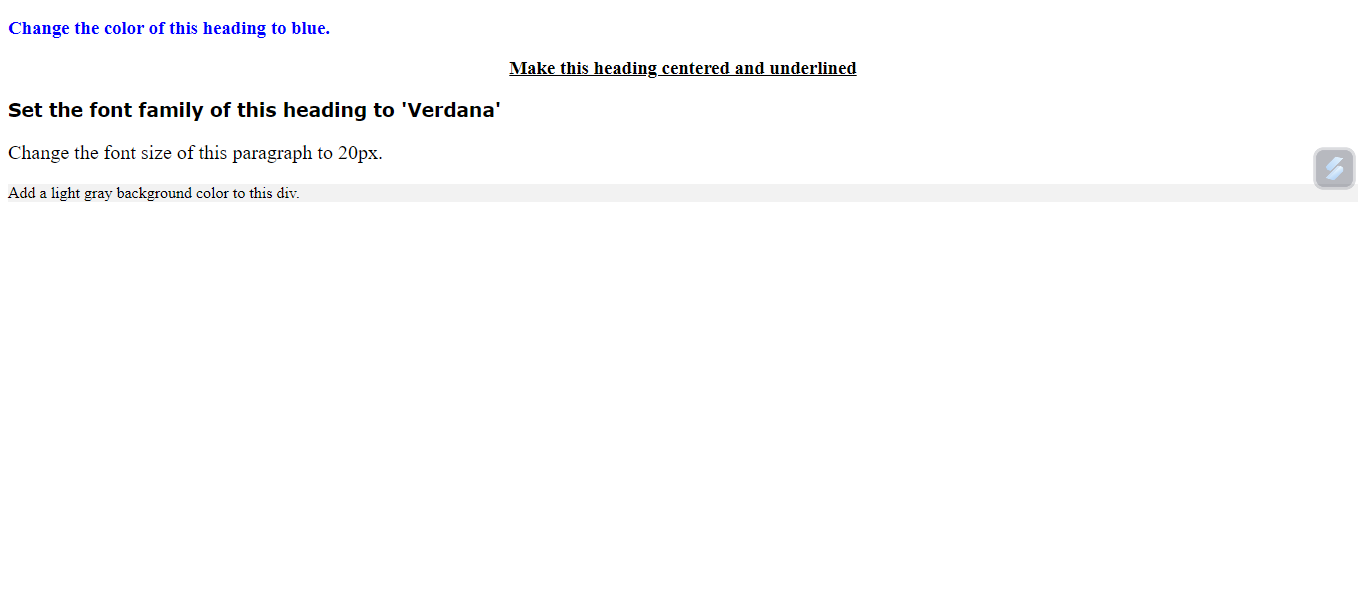 Change the color of this heading to blue.
Make this heading centered and underlined
Set the font family of this heading to 'Verdana'
Change the font size of this paragraph to 20px.
Add a light gray background color to this div.